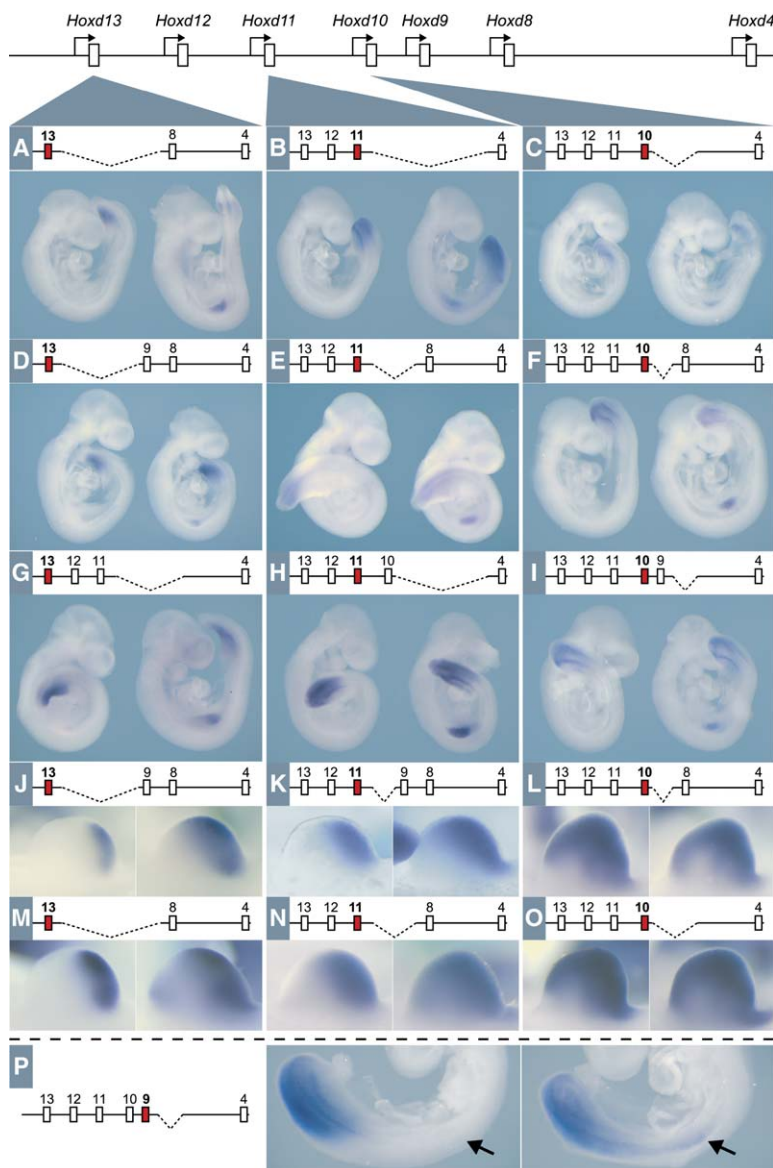 Hoxd13 Hoxd12 Hoxd11 Hoxd10 Hoxd9 Hoxd8 Hoxd4
A 13 8 4
B 13 12 11 4
C 13 12 11 10 4
D 13 9 8 4
E 13 12 11 8 4
F 13 12 11 10 8 4
G 13 12 11 4
H 13 12 11 10 4
I 13 12 11 10 9 4
J 13 9 8 4
K 13 12 11 9 8 4
L 13 12 11 10 8 4
M 13 8 4
N 13 12 11 8 4
O 13 12 11 10 4
P
13 12 11 10 9 4